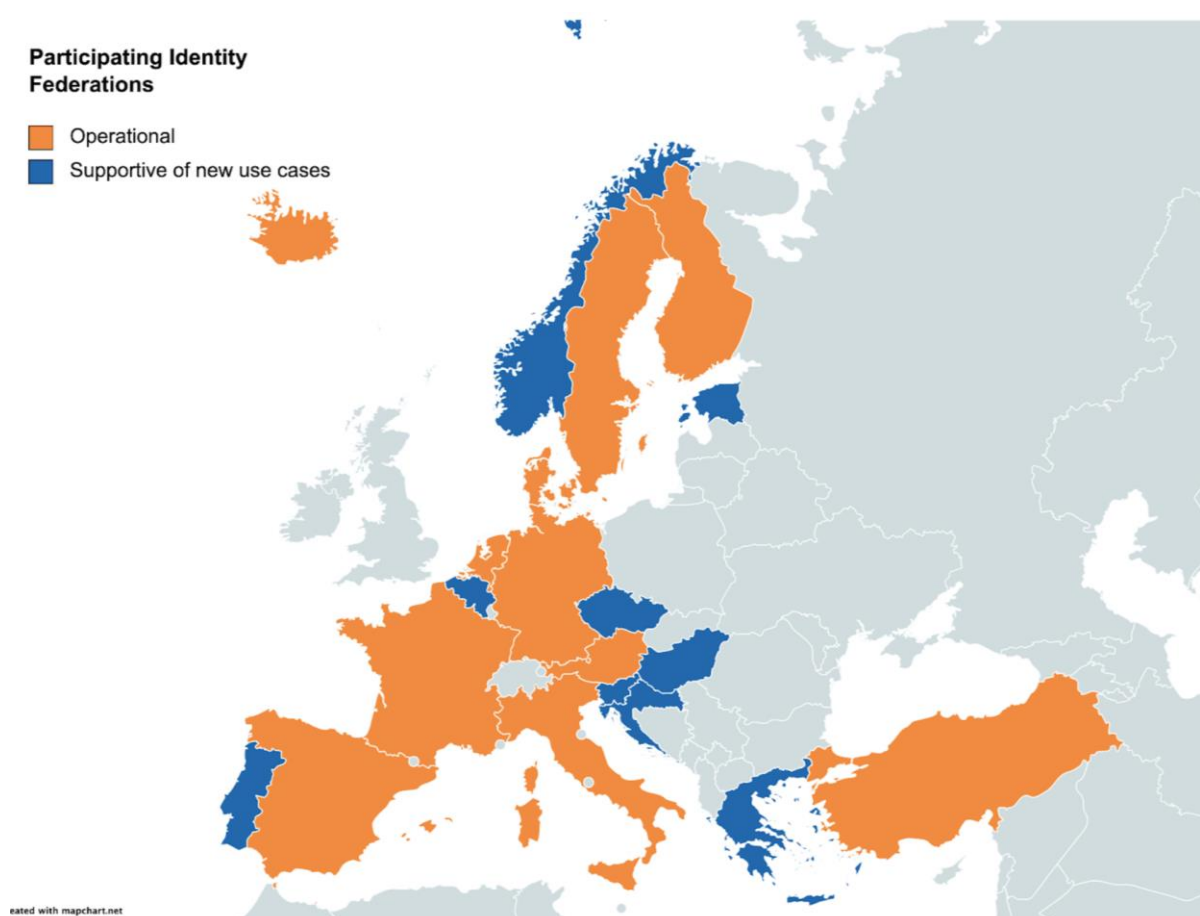 Participating Identity
Federations
Operational
Supportive of new use cases
eated with mapchart.net